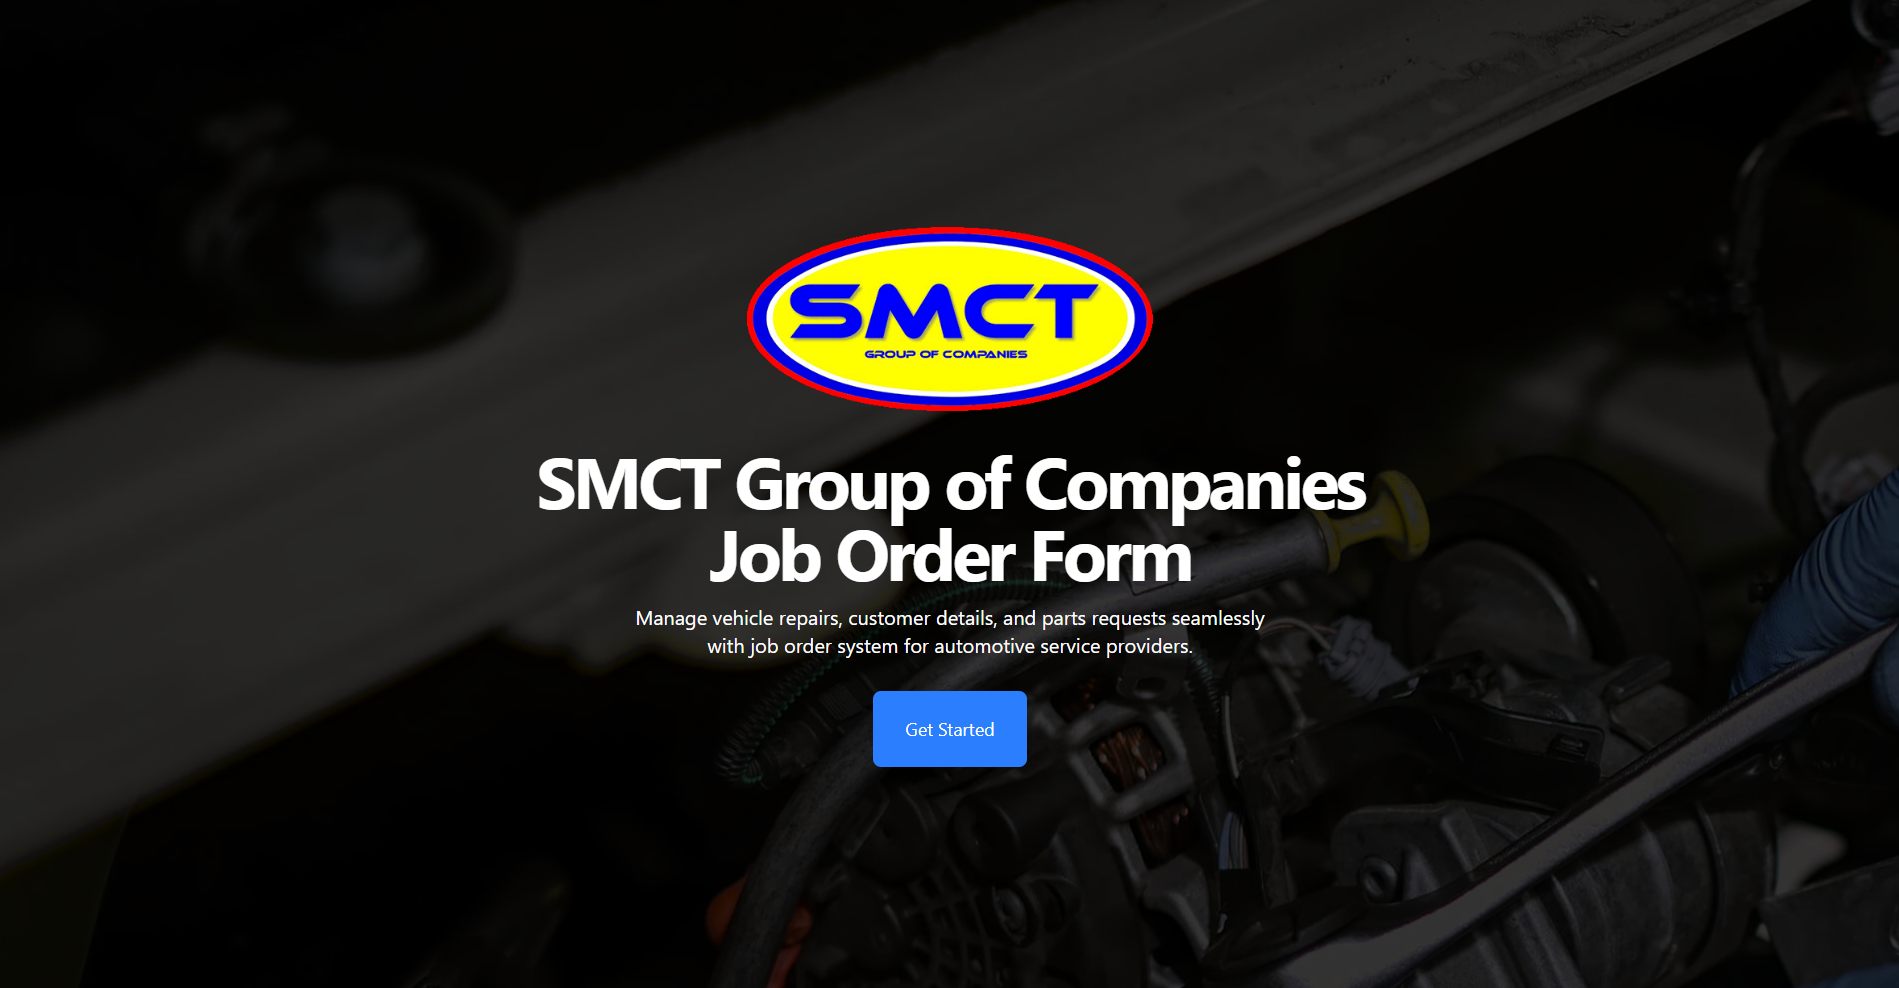 SMCT
GROUP OF COMPANIES
SMCT Group of Companies
Job Order Form
Manage vehicle repairs, customer details, and parts requests seamlessly
with job order system for automotive service providers.
Get Started